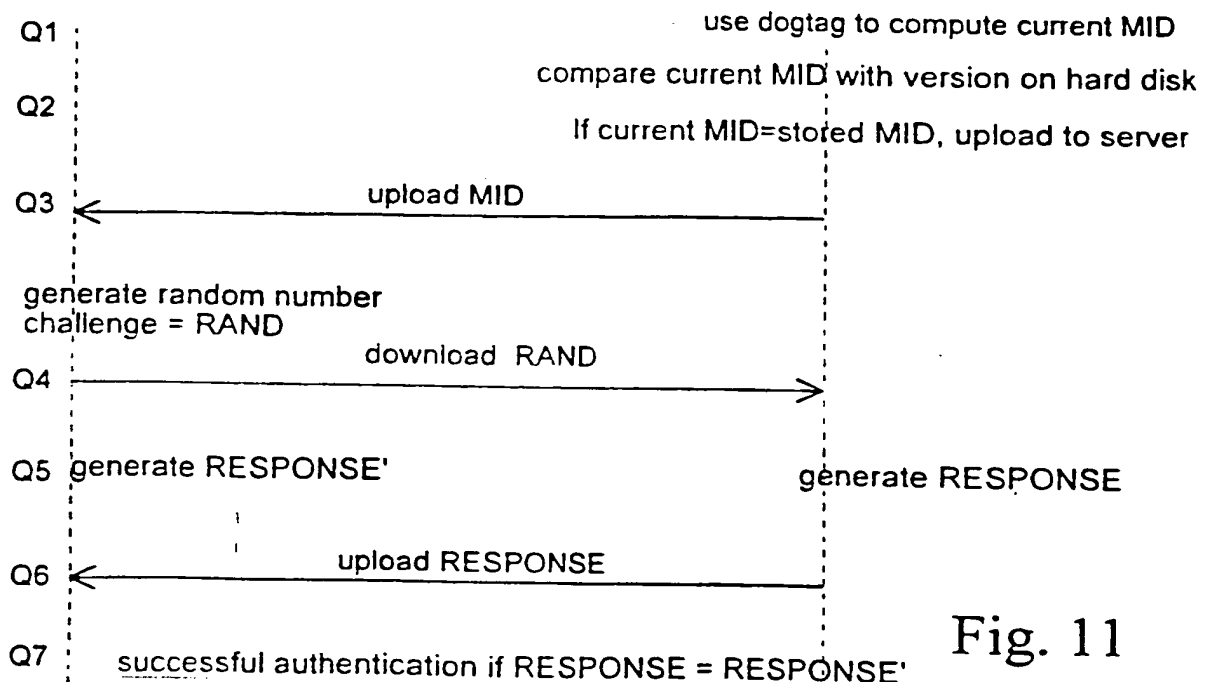 Q1
use dogtag to compute current MID
compare current MID with version on hard disk
Q2
If current MID=stored MID, upload to server
Q3
upload MID
generate random number
challenge = RAND
download RAND
Q4
Q5
generate RESPONSE'
generate RESPONSE
upload RESPONSE
Q6
Q7
successful authentication if RESPONSE = RESPONSE'
Fig. 11